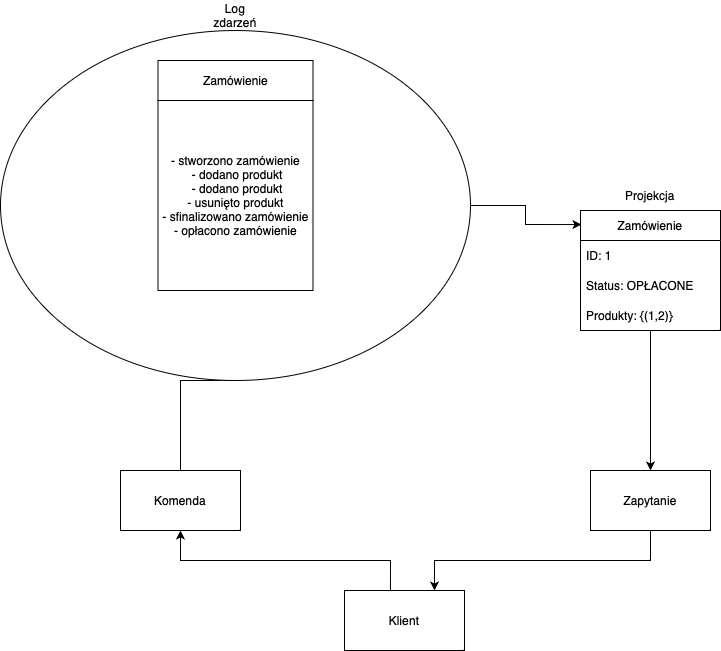 Log
zdarzeń
Zamówienie
- stworzono zamówienie
- dodano produkt
- dodano produkt
- usunięto produkt
- sfinalizowano zamówienie
- opłacono zamówienie
Projekcja
Zamówienie
ID: 1
Status: OPŁACONE
Produkty: {(1,2)}
Komenda
Zapytanie
Klient